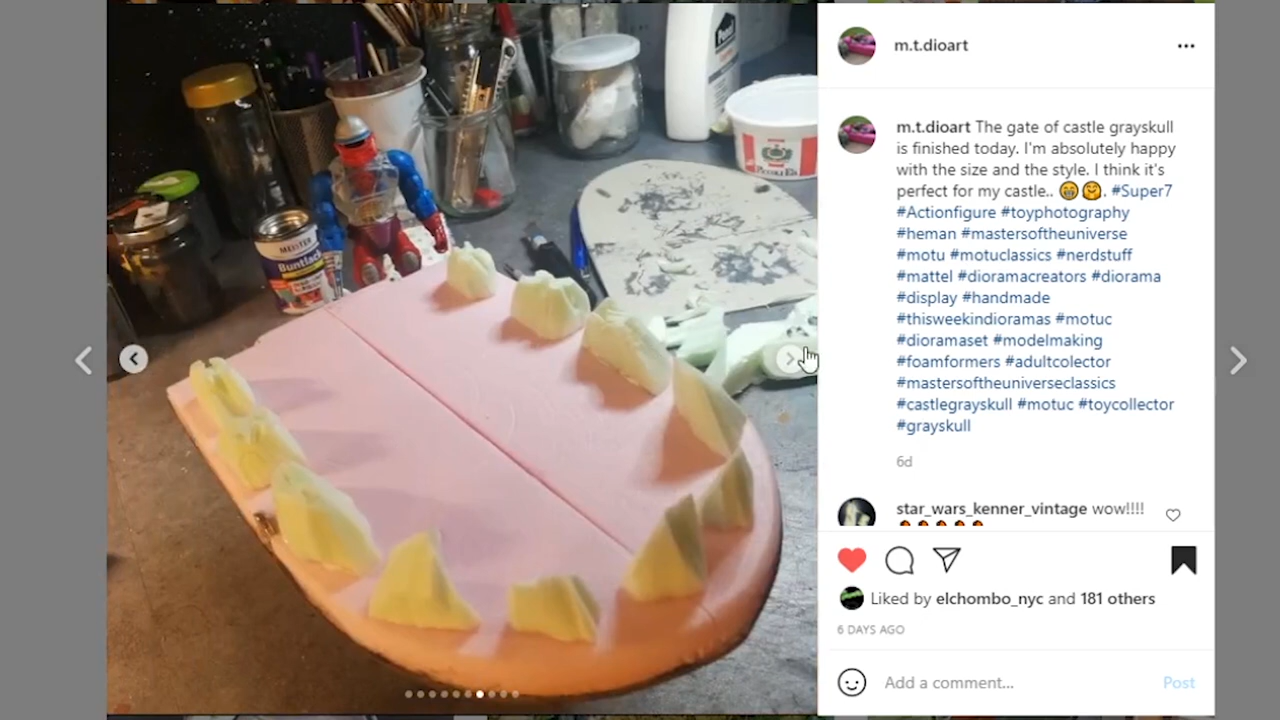 m.t.dioart
m.t.dioart The gate of castle grayskull
is finished today. I'm absolutely happy
with the size and the style. I think it's
perfect for my castle.. 😁🤗. #Super7
#Actionfigure #toyphotography
#heman #mastersoftheuniverse
#motu #motuclassics #nerdstuff
#mattel #dioramacreators #diorama
#display #handmade
#thisweekindioramas #motuc
#dioramaset #modelmaking
#foamformers #adultcolector
#mastersoftheuniverseclassics
#castlegrayskull #motuc #toycollector
#grayskull
6d
star_wars_kenner_vintage wow!!!!
Liked by elchombo_nyc and 181 others
6 DAYS AGO
Add a comment... Post
MEISTER
Buntlack